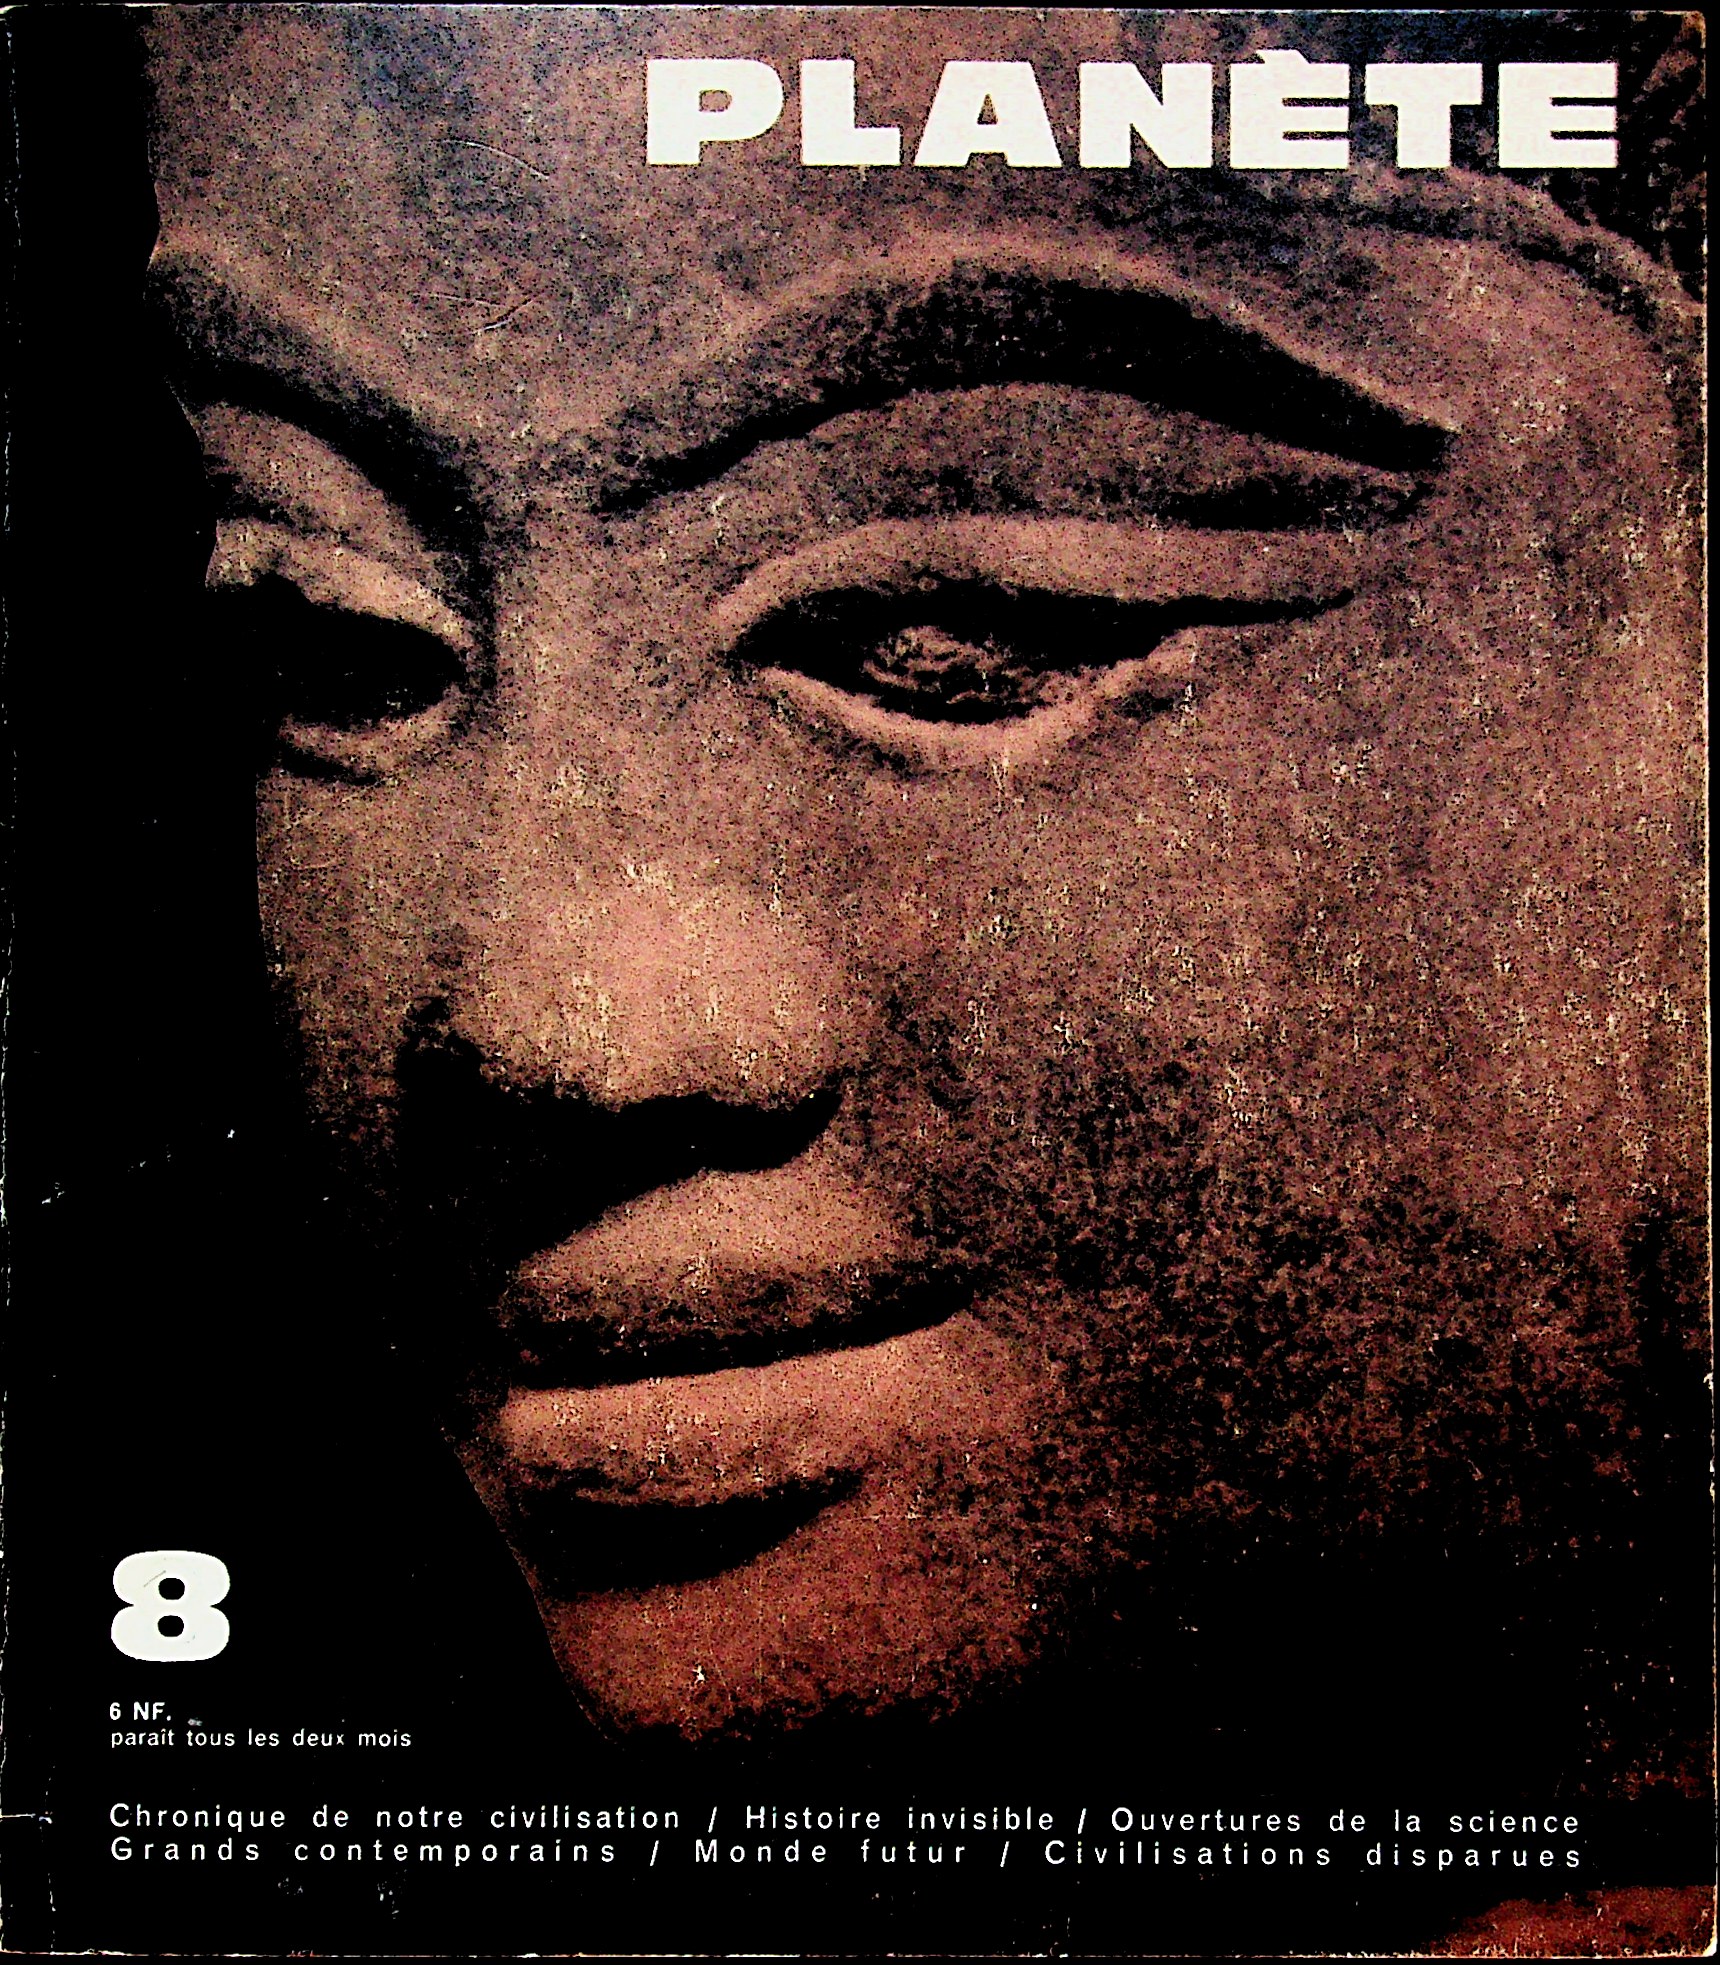 PLANÈTE
8
6 NF.
paraît tous les deux mois
Chronique de notre civilisation / Histoire invisible / Ouvertures de la science
Grands contemporains / Monde futur / Civilisations disparues